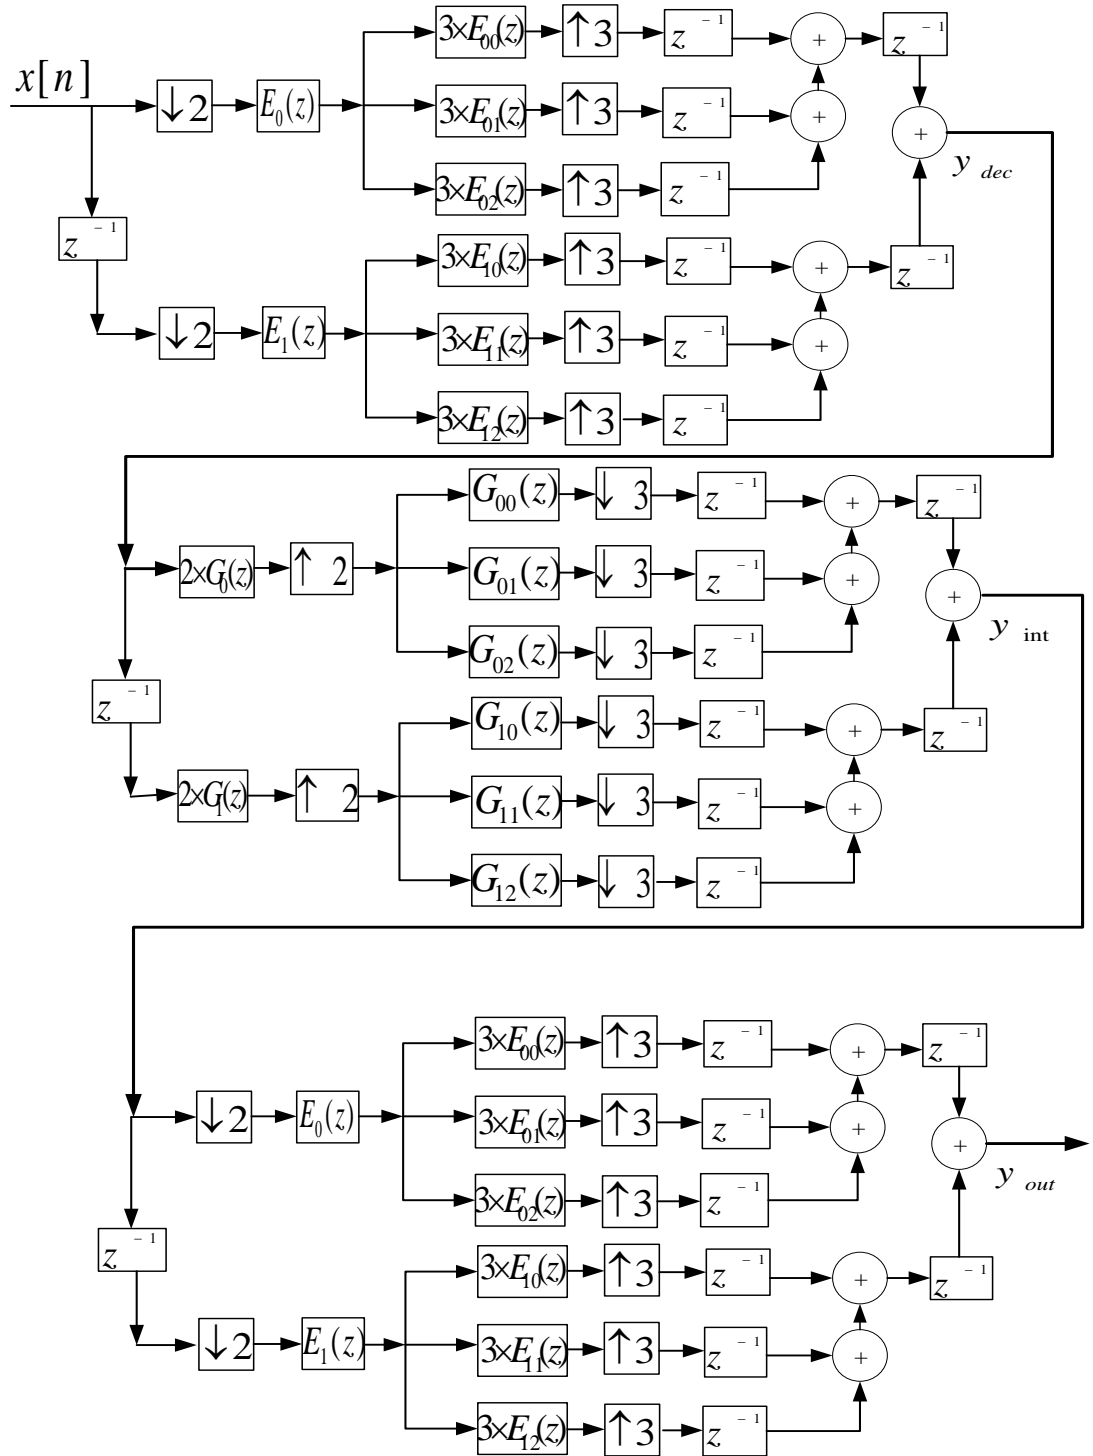 3×E₀₀(z) ↑3 z⁻¹ + z⁻¹
x[n]
↓2 E₀(z) 3×E₀₁(z) ↑3 z⁻¹ + +
y dec
3×E₀₂(z) ↑3 z⁻¹
z⁻¹
3×E₁₀(z) ↑3 z⁻¹ + z⁻¹
↓2 E₁(z) 3×E₁₁(z) ↑3 z⁻¹ +
3×E₁₂(z) ↑3 z⁻¹
G₀₀(z) ↓ 3 z⁻¹ + z⁻¹
2×G₀(z) ↑ 2 G₀₁(z) ↓ 3 z⁻¹ + +
y int
G₀₂(z) ↓ 3 z⁻¹
z⁻¹
G₁₀(z) ↓ 3 z⁻¹ + z⁻¹
2×G₁(z) ↑ 2 G₁₁(z) ↓ 3 z⁻¹ +
G₁₂(z) ↓ 3 z⁻¹
3×E₀₀(z) ↑3 z⁻¹ + z⁻¹
↓2 E₀(z) 3×E₀₁(z) ↑3 z⁻¹ + +
y out
3×E₀₂(z) ↑3 z⁻¹
z⁻¹
3×E₁₀(z) ↑3 z⁻¹ + z⁻¹
↓2 E₁(z) 3×E₁₁(z) ↑3 z⁻¹ +
3×E₁₂(z) ↑3 z⁻¹